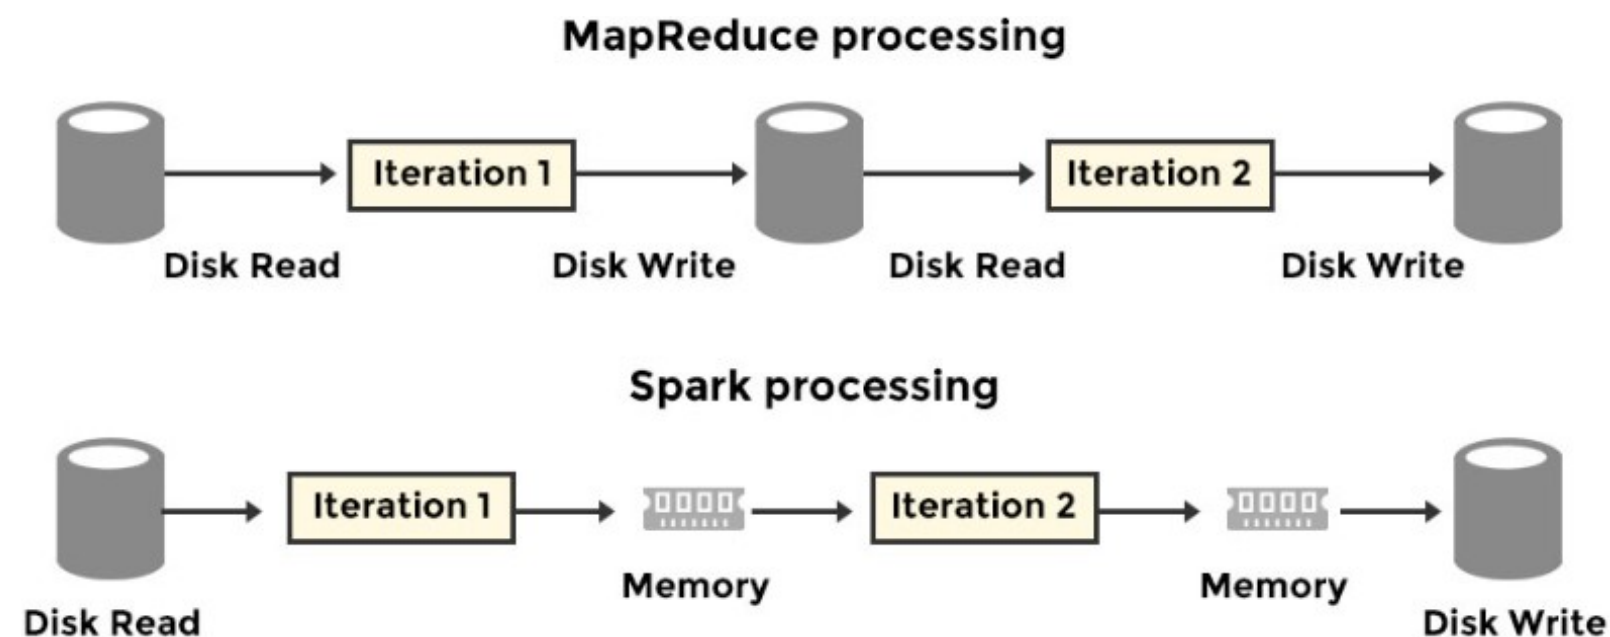 MapReduce processing
Iteration 1
Iteration 2
Disk Read
Disk Write
Disk Read
Disk Write
Spark processing
Iteration 1
Iteration 2
Memory
Memory
Disk Read
Disk Write